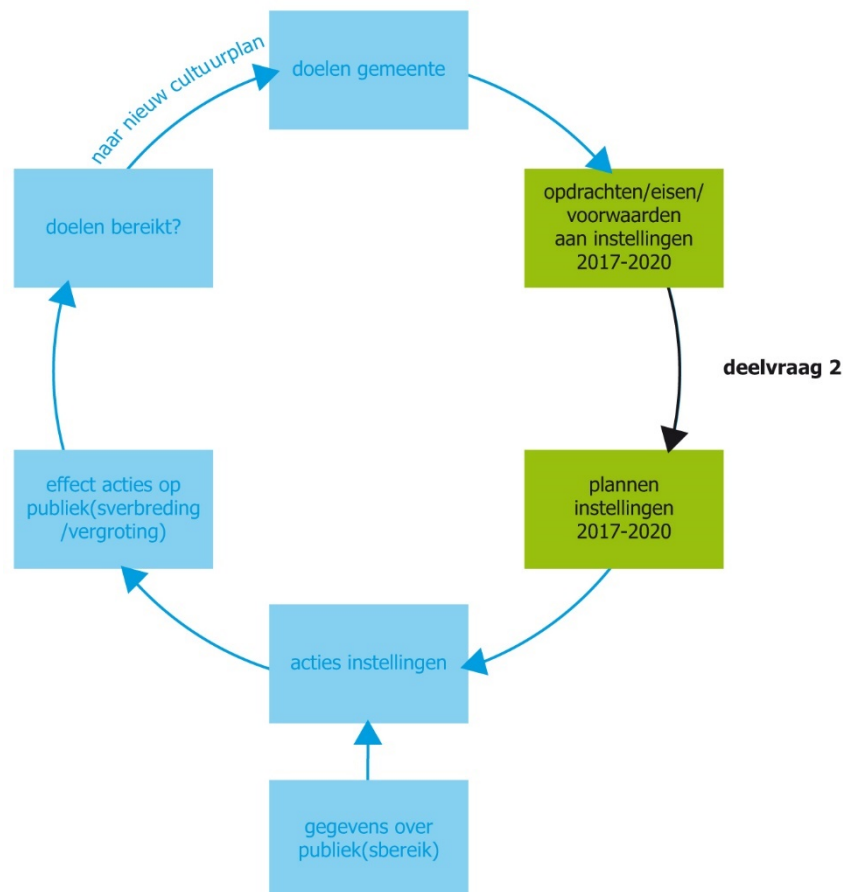 naar nieuw cultuurplan
doelen gemeente
opdrachten/eisen/
voorwaarden
aan instellingen
2017-2020
deelvraag 2
plannen
instellingen
2017-2020
acties instellingen
gegevens over
publiek(sbereik)
effect acties op
publiek(sverbreding
/vergroting)
doelen bereikt?